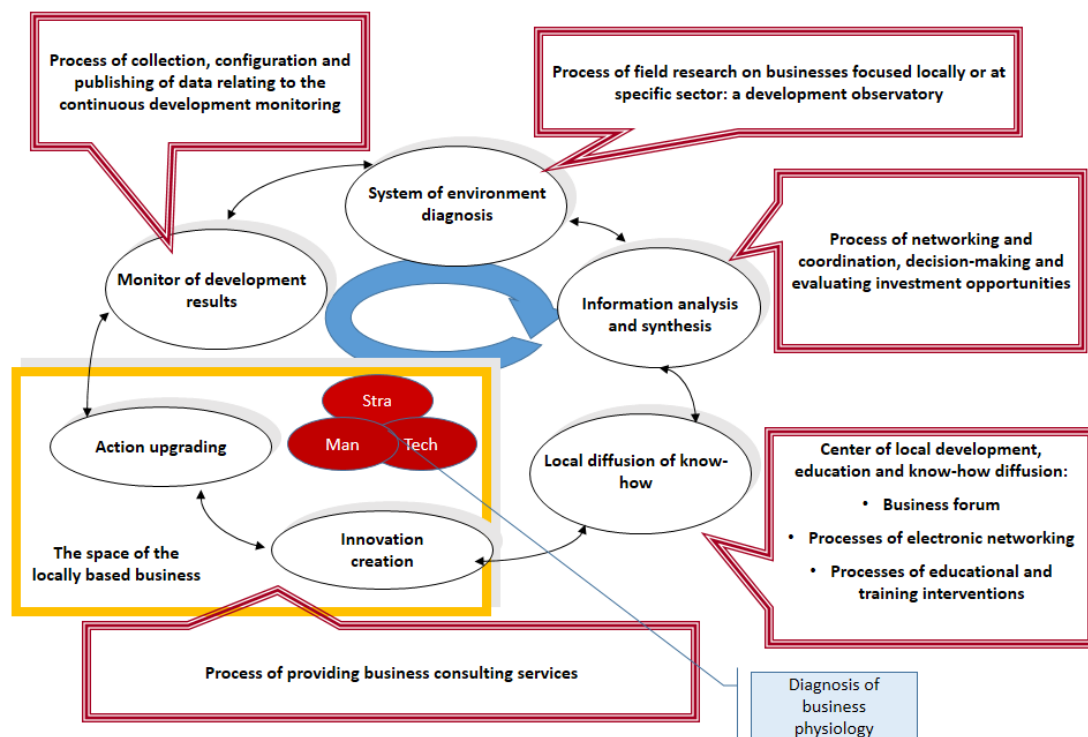 Process of collection, configuration and
publishing of data relating to the
continuous development monitoring
Process of field research on businesses focused locally or at
specific sector: a development observatory
System of environment
diagnosis
Process of networking and
coordination, decision-making and
evaluating investment opportunities
Monitor of development
results
Information analysis
and synthesis
Stra
Man
Tech
Action upgrading
Local diffusion of know-
how
Center of local development,
education and know-how diffusion:
• Business forum
• Processes of electronic networking
• Processes of educational and
training interventions
Innovation
creation
The space of the
locally based business
Process of providing business consulting services
Diagnosis of
business
physiology